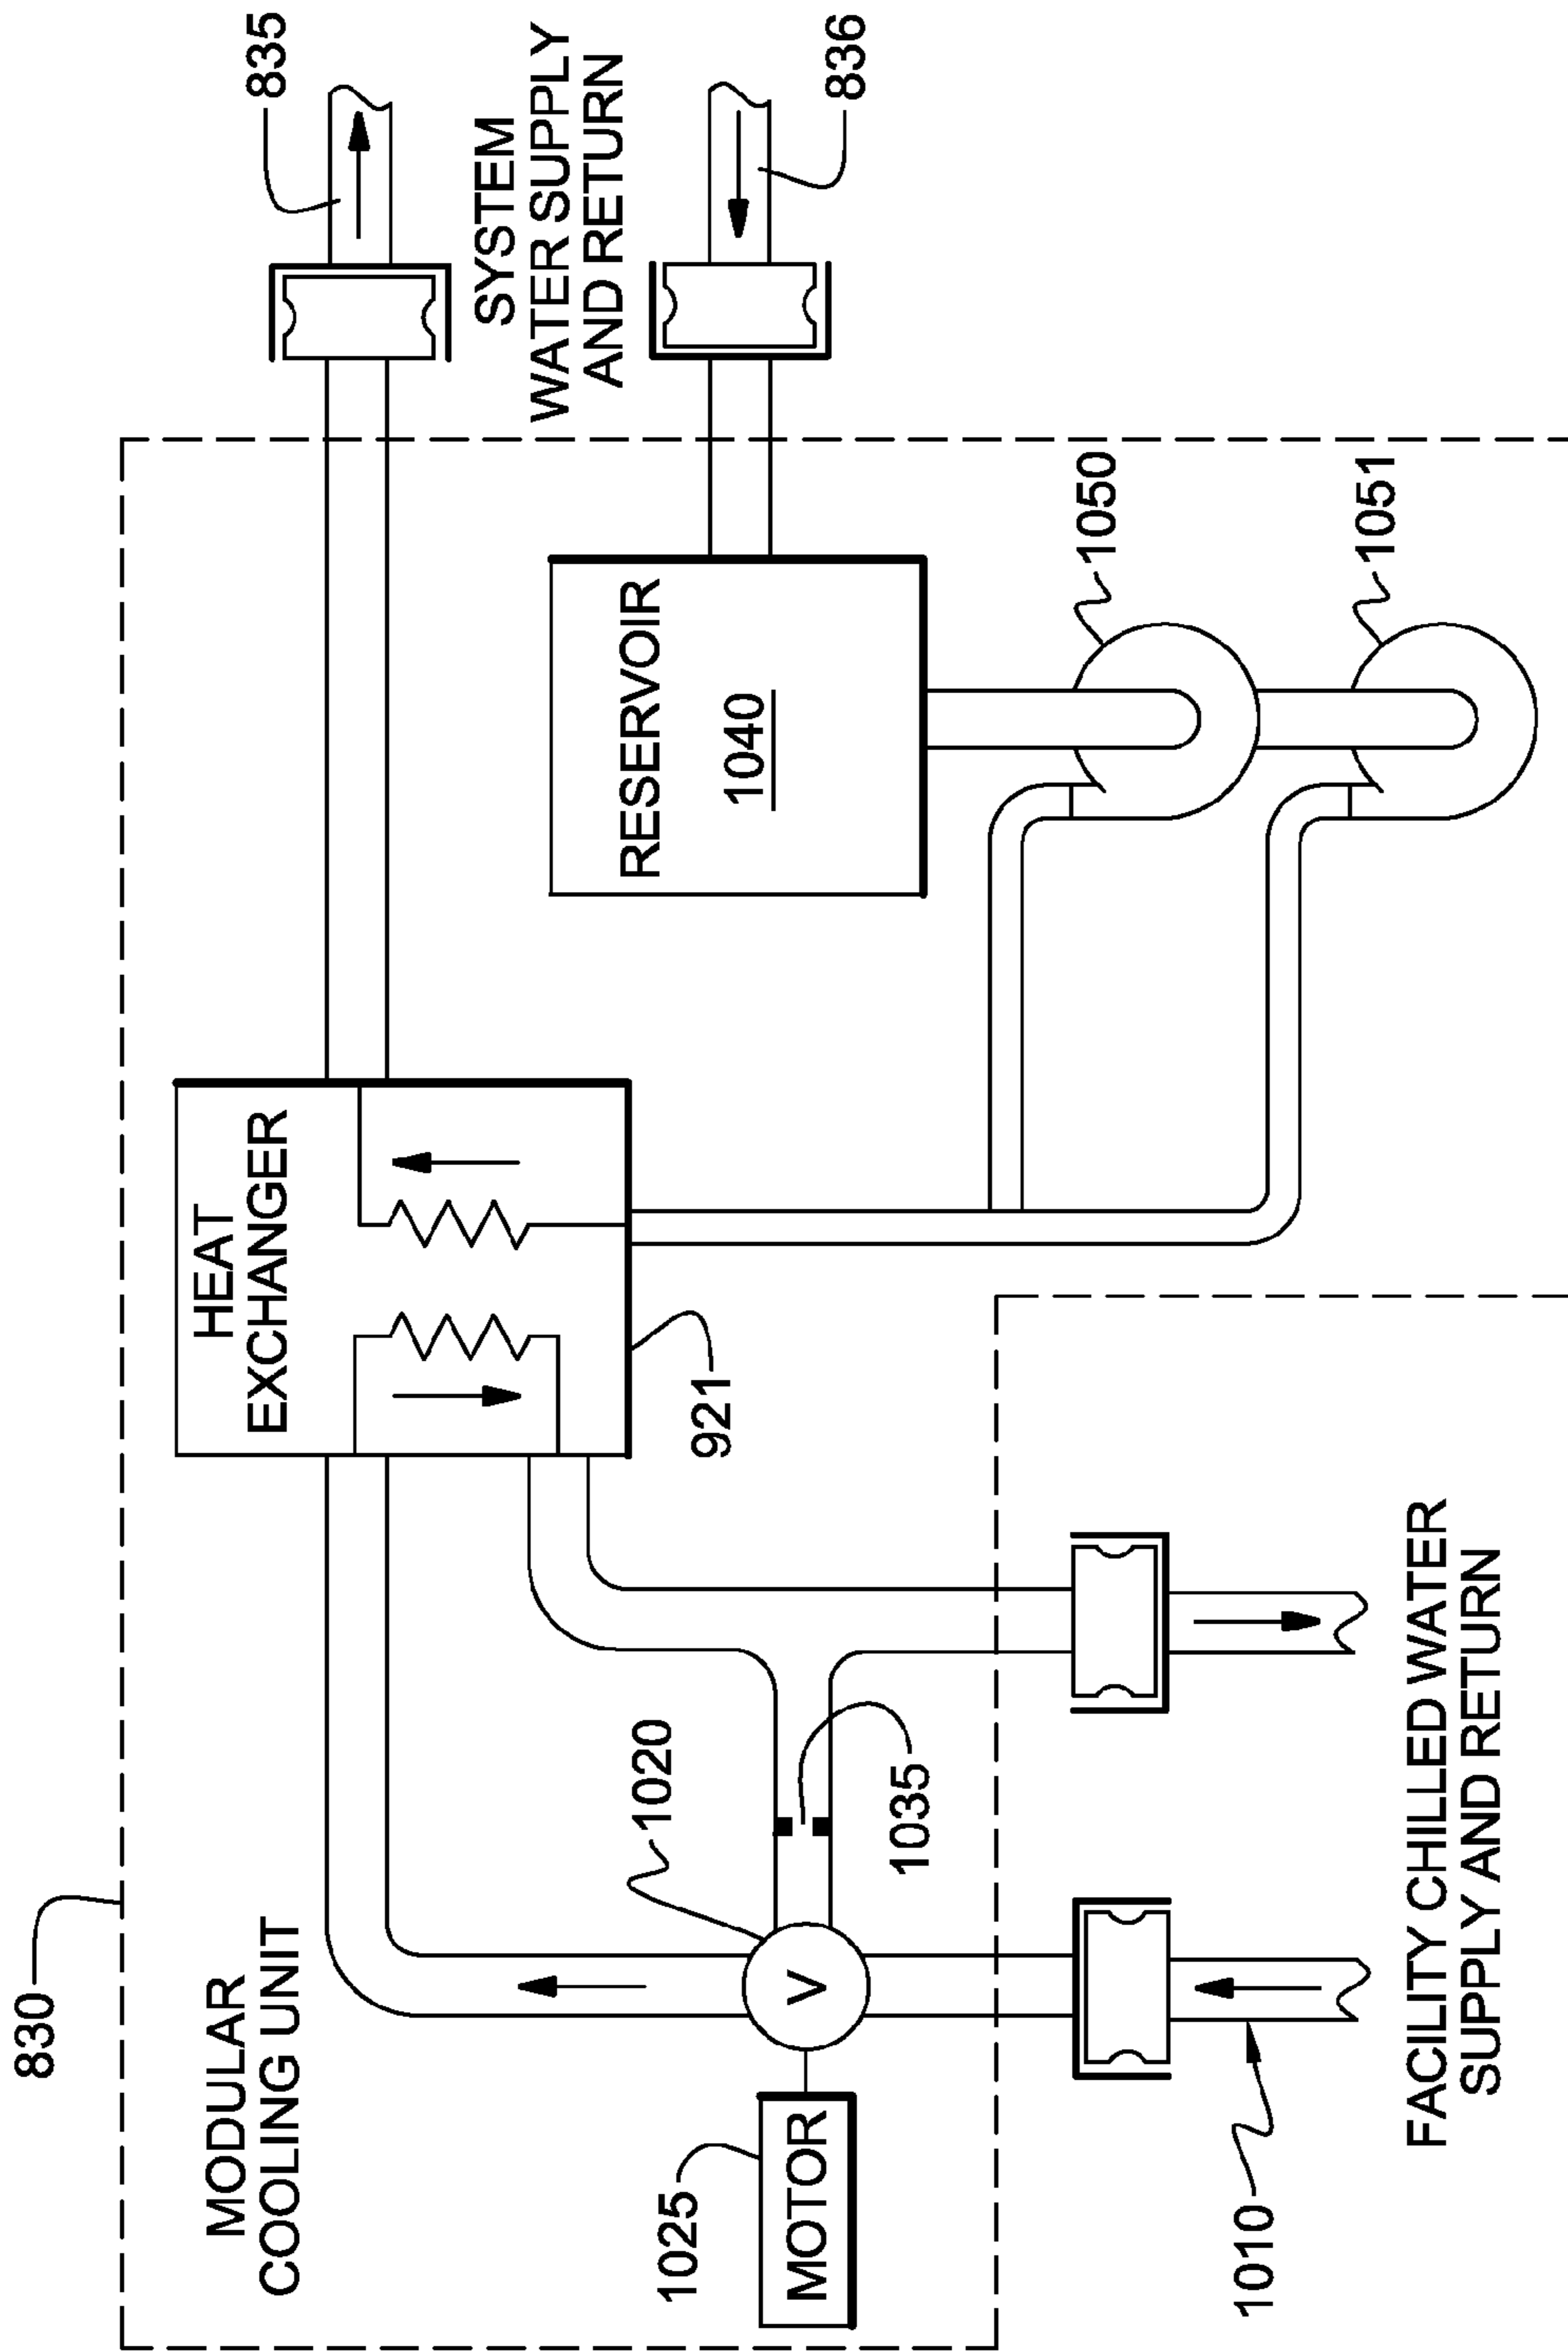 830
MODULAR
COOLING UNIT
HEAT
EXCHANGER
835
SYSTEM
WATER SUPPLY
AND RETURN
836
RESERVOIR
1040
921
1020
1025
MOTOR
V
1035
1050
1051
1010
FACILITY CHILLED WATER
SUPPLY AND RETURN